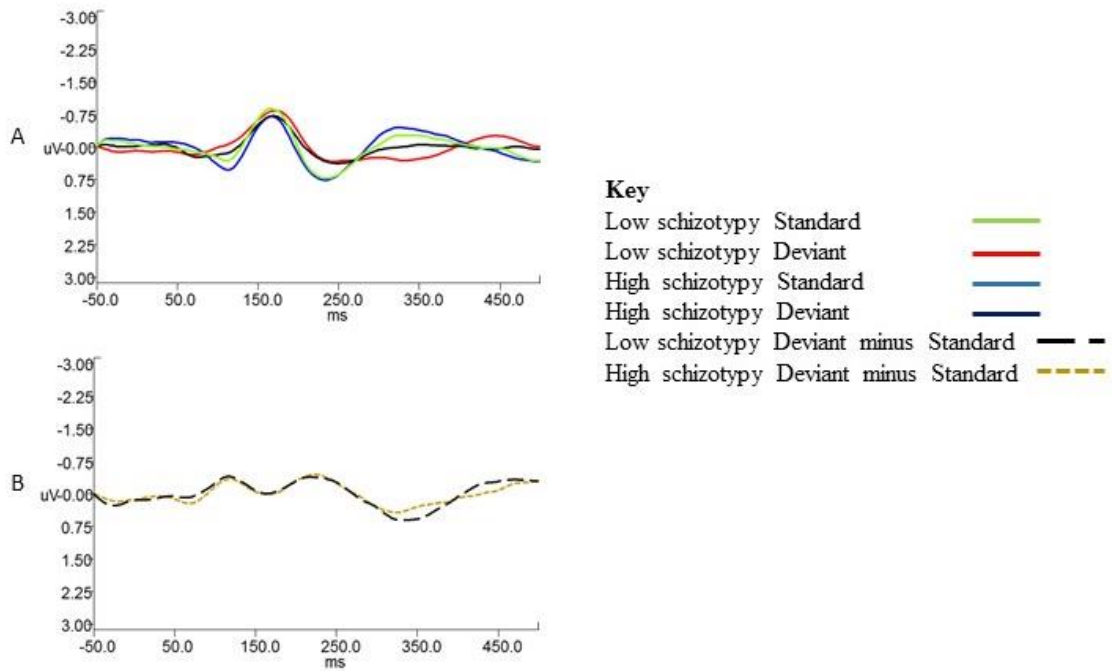 -3.00
-2.25
-1.50
-0.75
A
uV-0.00
0.75
1.50
2.25
3.00
-50.0 50.0 150.0 250.0 350.0 450.0
ms
Key
Low schizotypy Standard
Low schizotypy Deviant
High schizotypy Standard
High schizotypy Deviant
Low schizotypy Deviant minus Standard
High schizotypy Deviant minus Standard
-3.00
-2.25
-1.50
-0.75
B
uV-0.00
0.75
1.50
2.25
3.00
-50.0 50.0 150.0 250.0 350.0 450.0
ms